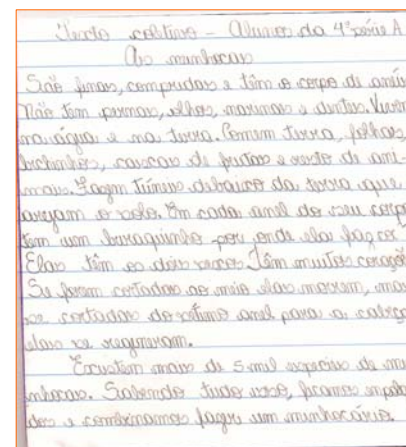 Texto coletivo - Alunos da 4ª série A
As minhocas
São finas, compridas e têm o corpo de anéis
Não tem pernas, olhos, narinas e dentes. Vivem
na água e na terra. Comem terra, folhas,
bichinhos, cascas de frutas e resto de ani-
mais. Fazem túneis debaixo da terra que
arejam o solo. Em cada anel do seu corpo
tem um buraquinho por onde elas faz cocô
Elas têm os dois sexos. Têm muitos coraçõ
Se forem cortadas ao meio elas morrem, mas
se cortadas do sétimo anel para a cabeça
elas se regeneram.
Existem mais de 5 mil espécies de mi
nhocas. Sabendo tudo isso, ficamos empolga
dos e combinamos fazer um minhocário.